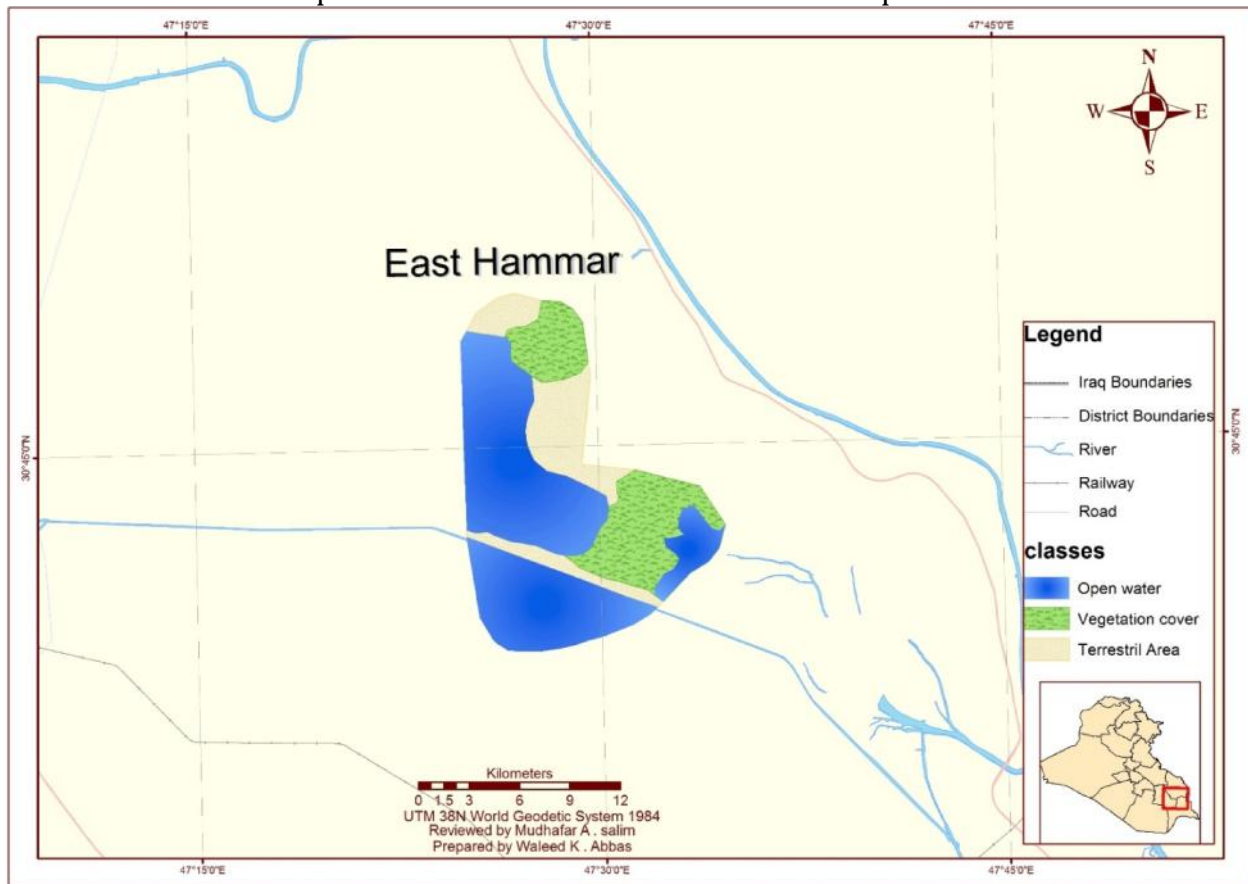 47°15'0"E 47°30'0"E 47°45'0"E
N
W E
S
East Hammar
Legend
Iraq Boundaries
District Boundaries
River
Railway
Road
classes
Open water
Vegetation cover
Terrestril Area
30°45'0"N 30°45'0"N
Kilometers
0 1.5 3 6 9 12
UTM 38N World Geodetic System 1984
Reviewed by Mudhafar A . salim
Prepared by Waleed K . Abbas
47°15'0"E 47°30'0"E 47°45'0"E